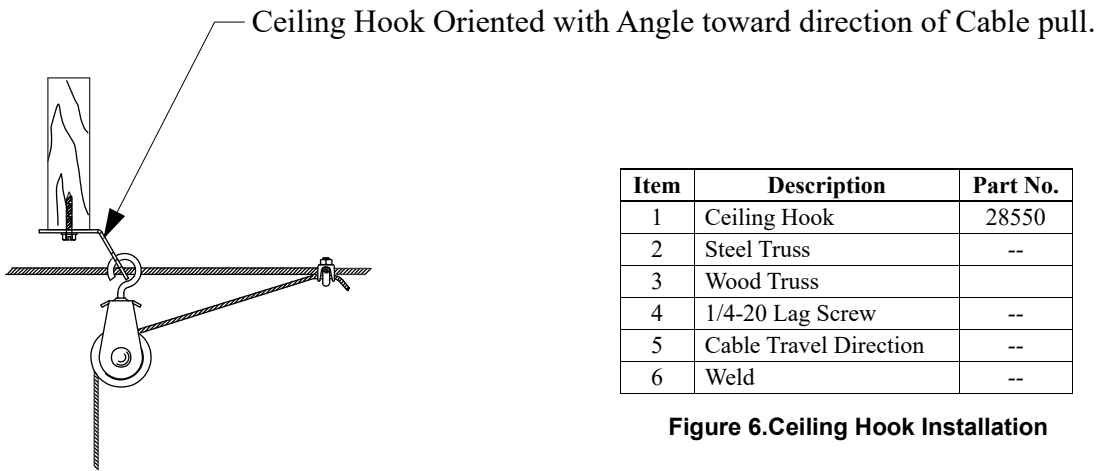 Ceiling Hook Oriented with Angle toward direction of Cable pull.
Item Description Part No.
1 Ceiling Hook 28550
2 Steel Truss --
3 Wood Truss
4 1/4-20 Lag Screw --
5 Cable Travel Direction --
6 Weld --
Figure 6.Ceiling Hook Installation